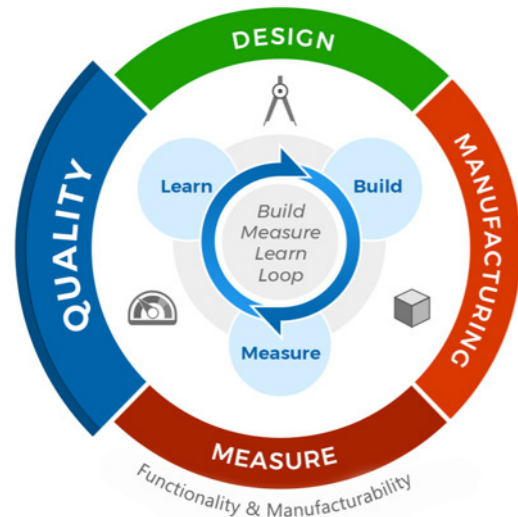 DESIGN
MANUFACTURING
MEASURE
Functionality & Manufacturability
QUALITY
Learn
Build
Measure
Build
Measure
Learn
Loop